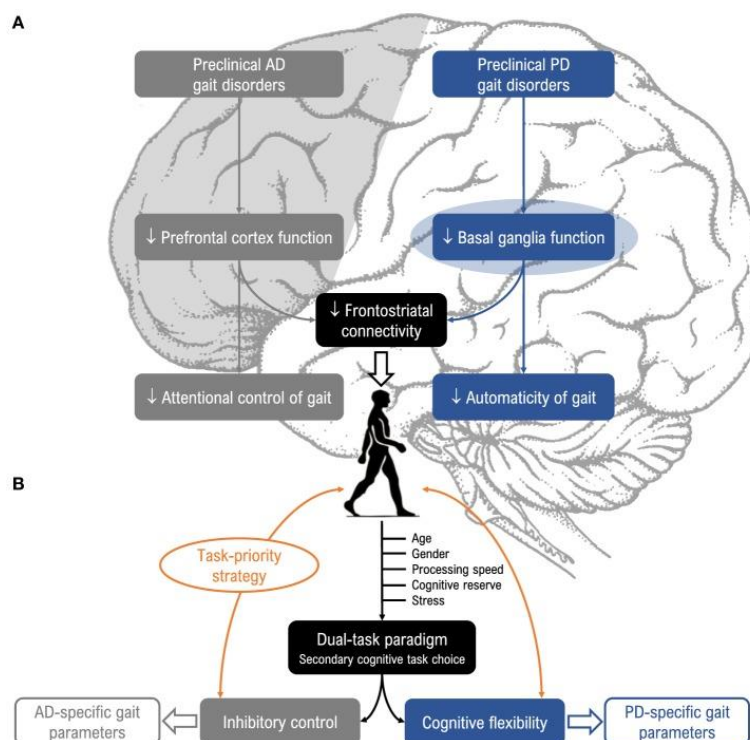 A
Preclinical AD
gait disorders
Preclinical PD
gait disorders
↓ Prefrontal cortex function
↓ Basal ganglia function
↓ Frontostriatal
connectivity
↓ Attentional control of gait
↓ Automaticity of gait
B
Task-priority
strategy
Age
Gender
Processing speed
Cognitive reserve
Stress
Dual-task paradigm
Secondary cognitive task choice
AD-specific gait
parameters
Inhibitory control
Cognitive flexibility
PD-specific gait
parameters